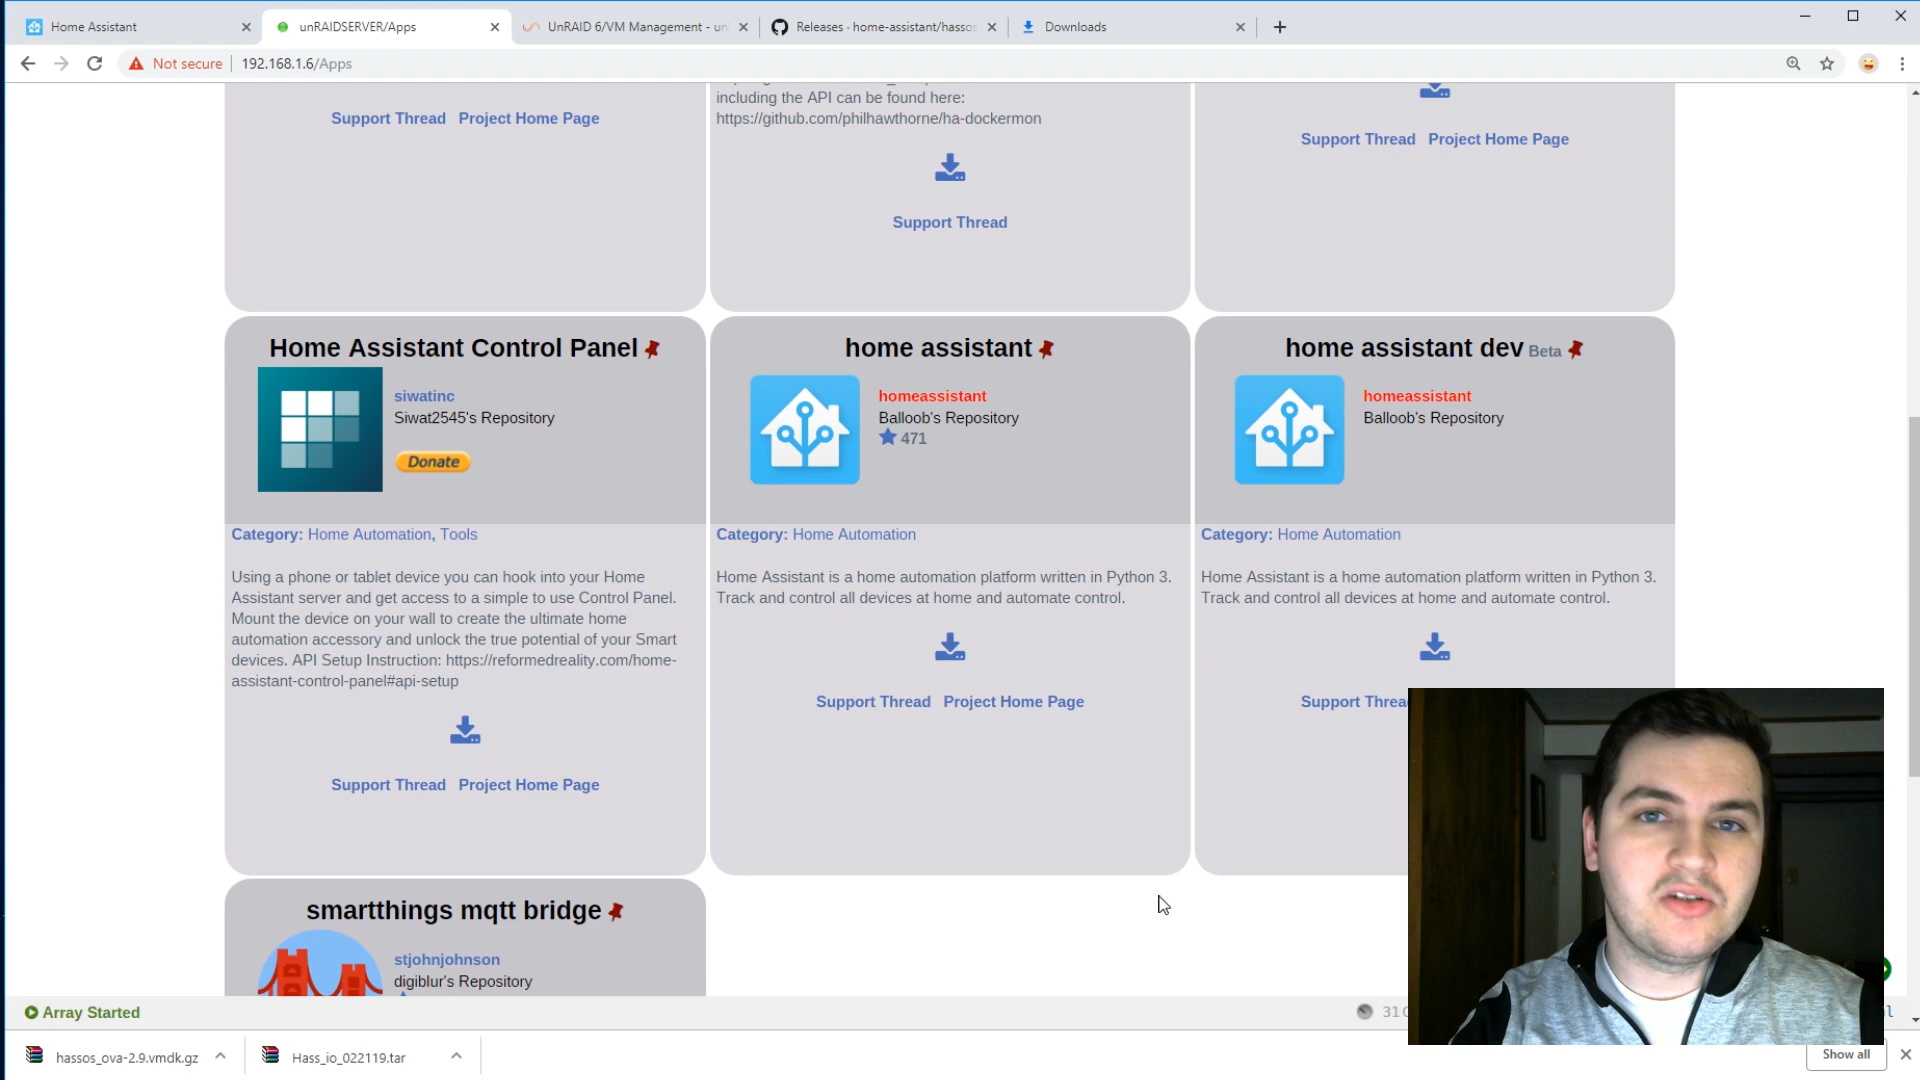 Home Assistant
unRAIDSERVER/Apps
UnRAID 6/VM Management - un
Releases · home-assistant/hassos
Downloads
Not secure
192.168.1.6/Apps
including the API can be found here:
https://github.com/philhawthorne/ha-dockermon
Support Thread Project Home Page
Support Thread
Support Thread Project Home Page
Home Assistant Control Panel
siwatinc
Siwat2545's Repository
Donate
Category: Home Automation, Tools
Using a phone or tablet device you can hook into your Home
Assistant server and get access to a simple to use Control Panel.
Mount the device on your wall to create the ultimate home
automation accessory and unlock the true potential of your Smart
devices. API Setup Instruction: https://reformedreality.com/home-
assistant-control-panel#api-setup
Support Thread Project Home Page
home assistant
homeassistant
Balloob's Repository
471
Category: Home Automation
Home Assistant is a home automation platform written in Python 3.
Track and control all devices at home and automate control.
Support Thread Project Home Page
home assistant dev Beta
homeassistant
Balloob's Repository
Category: Home Automation
Home Assistant is a home automation platform written in Python 3.
Track and control all devices at home and automate control.
Support Threa
smartthings mqtt bridge
stjohnjohnson
digiblur's Repository
Array Started
31
hassos_ova-2.9.vmdk.gz
Hass_io_022119.tar
Show all